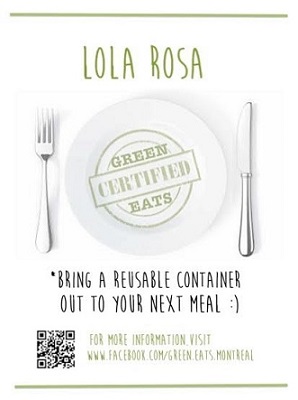 LOLA ROSA
GREEN
CERTIFIED
EATS
*BRING A REUSABLE CONTAINER
OUT TO YOUR NEXT MEAL :)
FOR MORE INFORMATION VISIT
WWW.FACEBOOK.COM/GREEN.EATS.MONTREAL